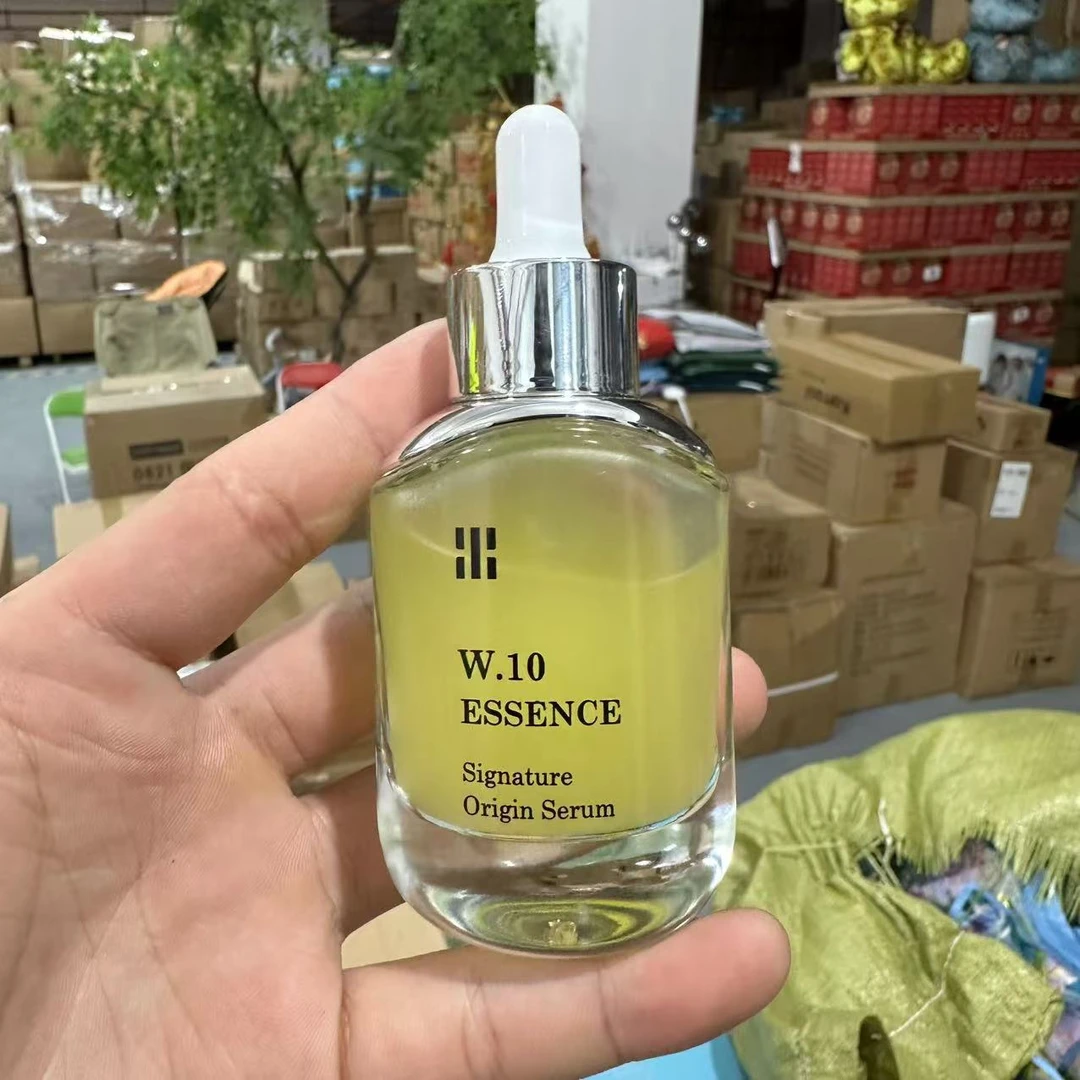 W.10
ESSENCE
Signature
Origin Serum